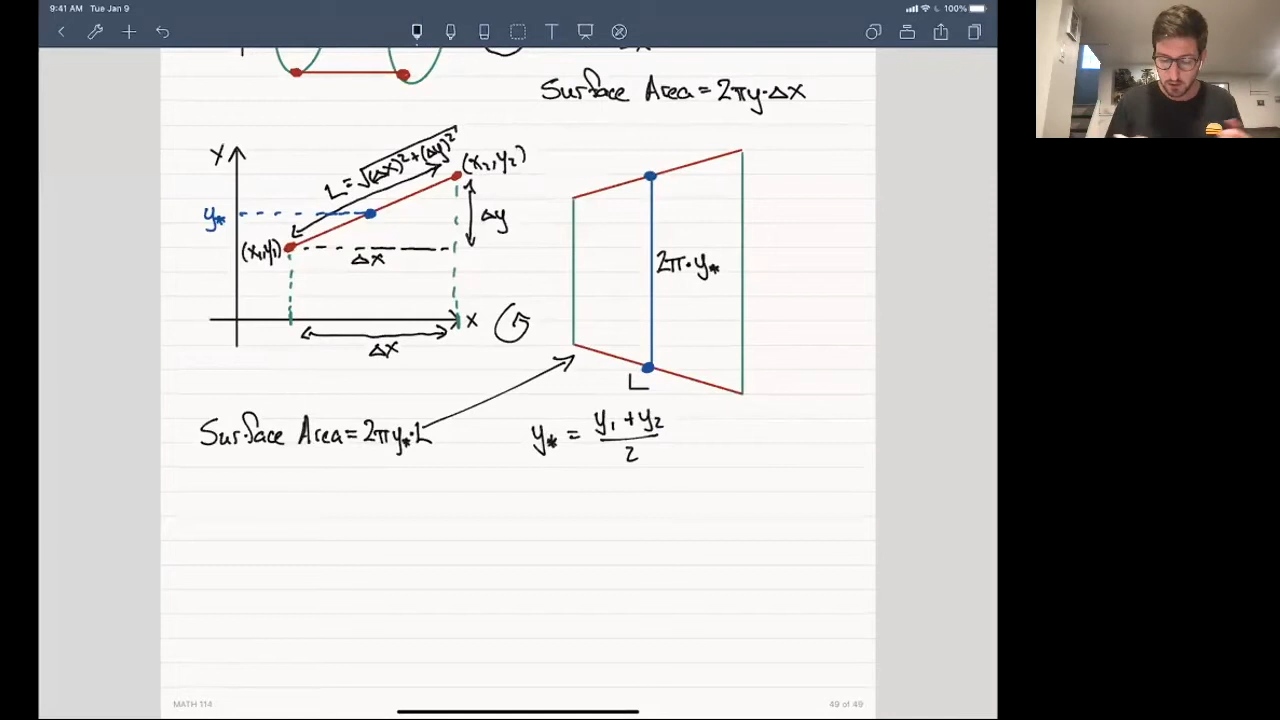 9:41 AM Tue Jan 9
100%
Surface Area = 2πy·Δx
Y
L = √(Δx)²+(Δy)²
(x₂,y₂)
y*
Δy
(x₁,y₁)
Δx
2π·y*
X
Δx
L
Surface Area = 2πy*·L
y* = y₁ + y₂
2
MATH 114
49 of 49